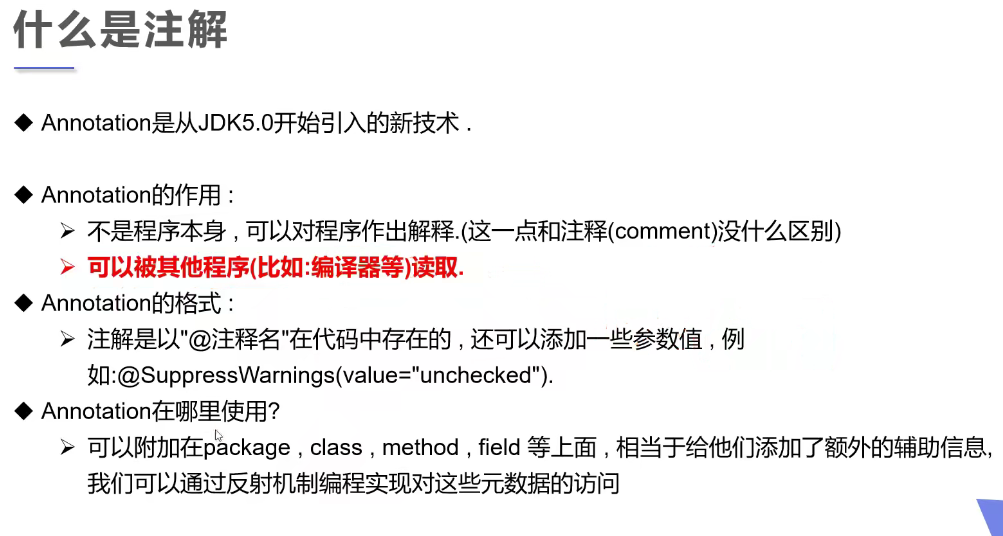 什么是注解
◆ Annotation是从JDK5.0开始引入的新技术 .
◆ Annotation的作用 :
➢ 不是程序本身 , 可以对程序作出解释.(这一点和注释(comment)没什么区别)
➢ 可以被其他程序(比如:编译器等)读取.
◆ Annotation的格式 :
➢ 注解是以"@注释名"在代码中存在的 , 还可以添加一些参数值 , 例
如:@SuppressWarnings(value="unchecked").
◆ Annotation在哪里使用?
➢ 可以附加在package , class , method , field 等上面 , 相当于给他们添加了额外的辅助信息,
我们可以通过反射机制编程实现对这些元数据的访问